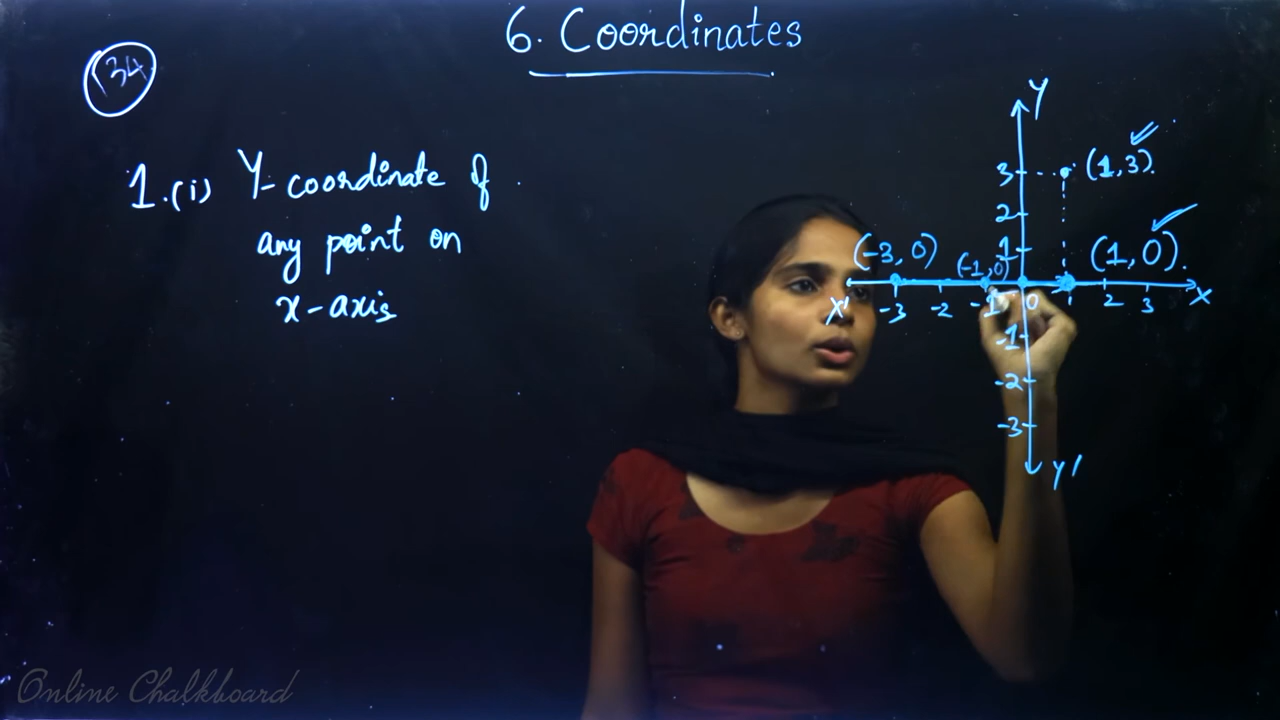 6. Coordinates
34
1.(i) Y-coordinate of
any point on
x-axis
Y
3 (1,3).
2
1
(-3, 0) (-1,0) (1, 0).
X' -3 -2 -1 0 1 2 3 X
-1
-2
-3
Y'
Online Chalkboard